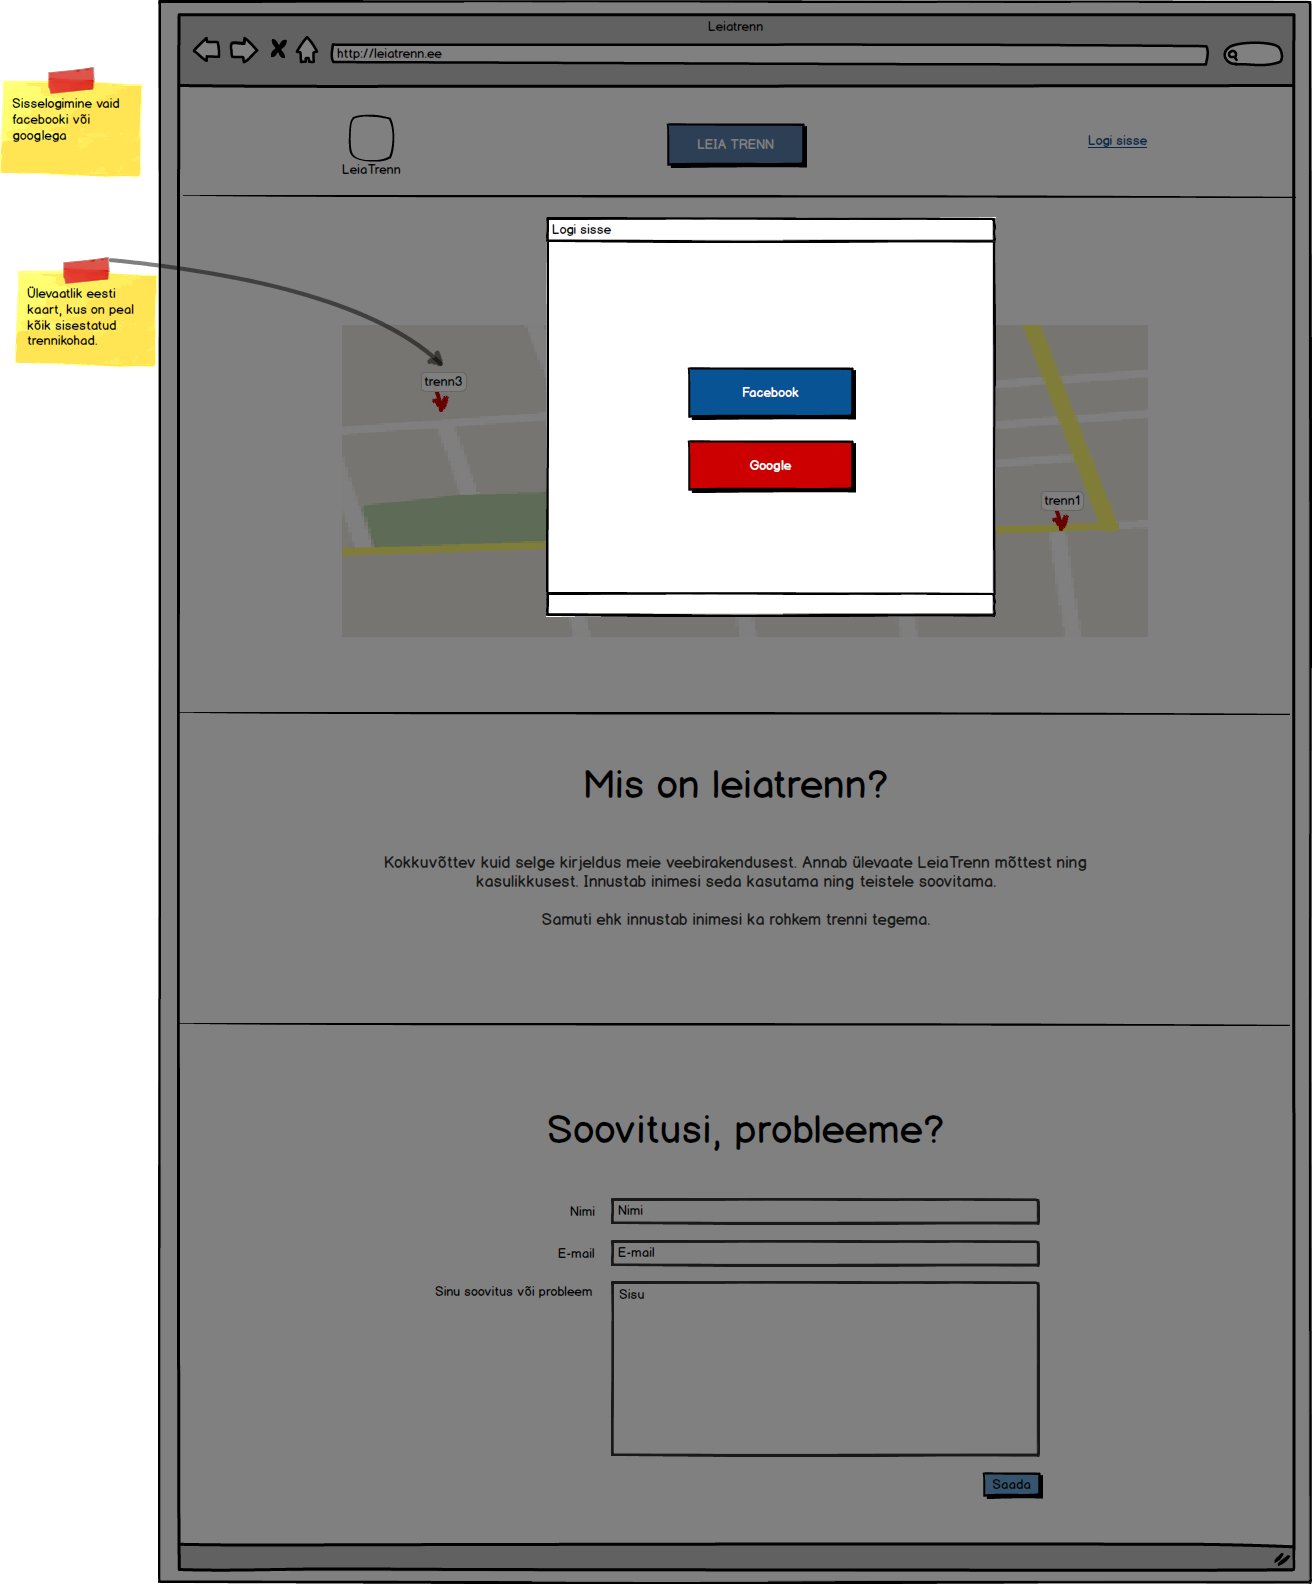 Leiatrenn
http://leiatrenn.ee
Sisselogimine vaid
facebooki või
googlega
LeiaTrenn
LEIA TRENN
Logi sisse
Logi sisse
Ülevaatlik eesti
kaart, kus on peal
kõik sisestatud
trennikohad.
trenn3
Facebook
Google
trenn1
Mis on leiatrenn?
Kokkuvõttev kuid selge kirjeldus meie veebirakendusest. Annab ülevaate LeiaTrenn mõttest ning
kasulikkusest. Innustab inimesi seda kasutama ning teistele soovitama.
Samuti ehk innustab inimesi ka rohkem trenni tegema.
Soovitusi, probleeme?
Nimi Nimi
E-mail E-mail
Sinu soovitus või probleem Sisu
Saada